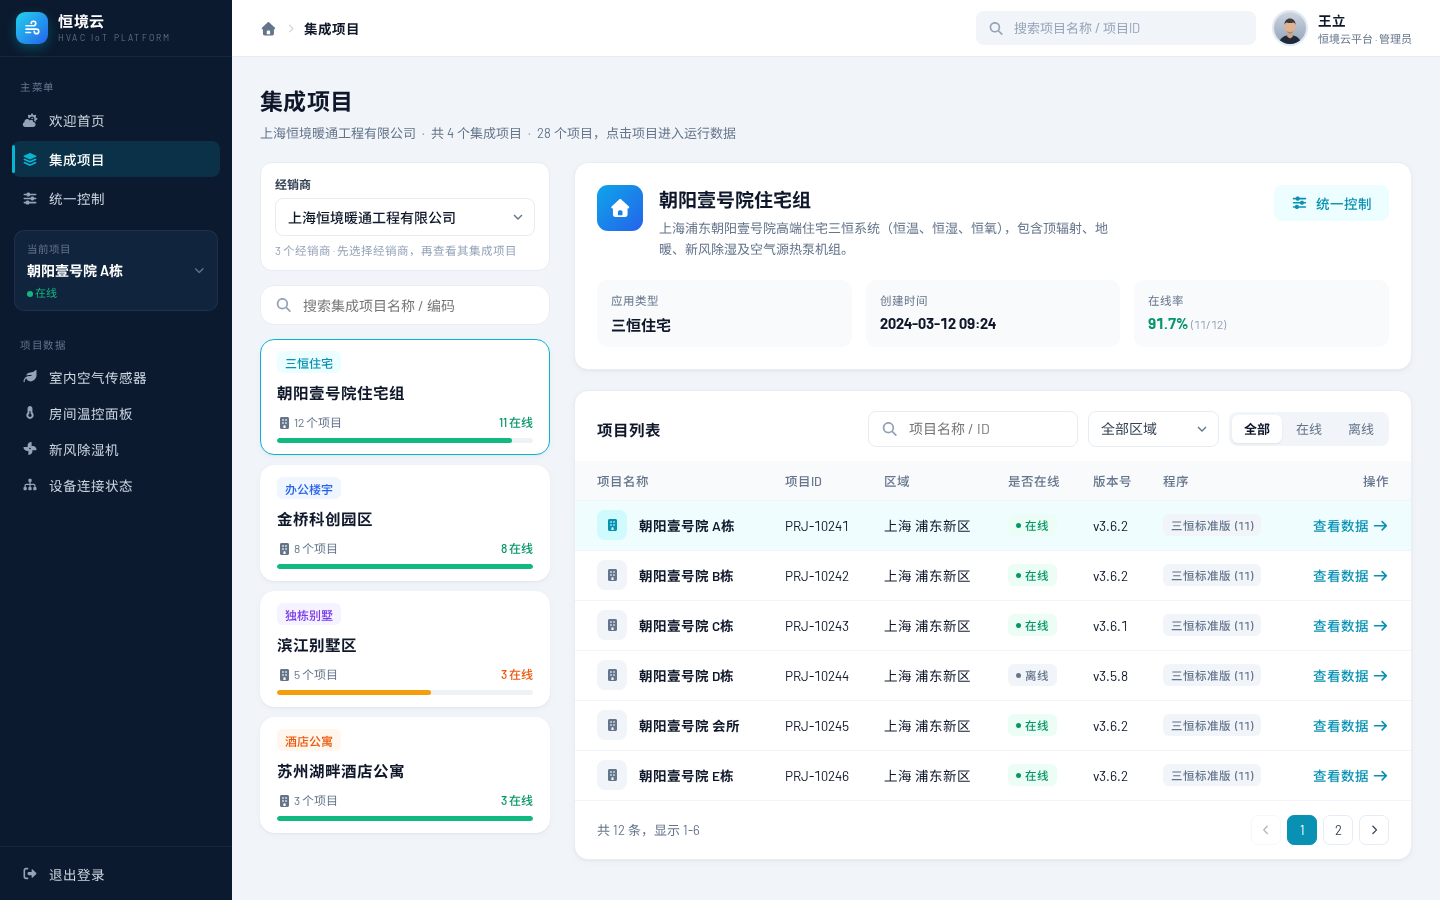 恒境云
HVAC IoT PLATFORM
主菜单
欢迎首页
集成项目
统一控制
当前项目
朝阳壹号院 A栋
在线
项目数据
室内空气传感器
房间温控面板
新风除湿机
设备连接状态
退出登录
集成项目
搜索项目名称 / 项目ID
王立
恒境云平台 · 管理员
集成项目
上海恒境暖通工程有限公司 · 共 4 个集成项目 · 28 个项目，点击项目进入运行数据
经销商
上海恒境暖通工程有限公司
3 个经销商 · 先选择经销商，再查看其集成项目
搜索集成项目名称 / 编码
三恒住宅
朝阳壹号院住宅组
12 个项目
11 在线
办公楼宇
金桥科创园区
8 个项目
8 在线
独栋别墅
滨江别墅区
5 个项目
3 在线
酒店公寓
苏州湖畔酒店公寓
3 个项目
3 在线
朝阳壹号院住宅组
上海浦东朝阳壹号院高端住宅三恒系统（恒温、恒湿、恒氧），包含顶辐射、地
暖、新风除湿及空气源热泵机组。
统一控制
应用类型
三恒住宅
创建时间
2024-03-12 09:24
在线率
91.7% (11/12)
项目列表
项目名称 / ID
全部区域
全部 在线 离线
项目名称 项目ID 区域 是否在线 版本号 程序 操作
朝阳壹号院 A栋 PRJ-10241 上海 浦东新区 在线 v3.6.2 三恒标准版 (11) 查看数据
朝阳壹号院 B栋 PRJ-10242 上海 浦东新区 在线 v3.6.2 三恒标准版 (11) 查看数据
朝阳壹号院 C栋 PRJ-10243 上海 浦东新区 在线 v3.6.1 三恒标准版 (11) 查看数据
朝阳壹号院 D栋 PRJ-10244 上海 浦东新区 离线 v3.5.8 三恒标准版 (11) 查看数据
朝阳壹号院 会所 PRJ-10245 上海 浦东新区 在线 v3.6.2 三恒标准版 (11) 查看数据
朝阳壹号院 E栋 PRJ-10246 上海 浦东新区 在线 v3.6.2 三恒标准版 (11) 查看数据
共 12 条，显示 1-6
1 2